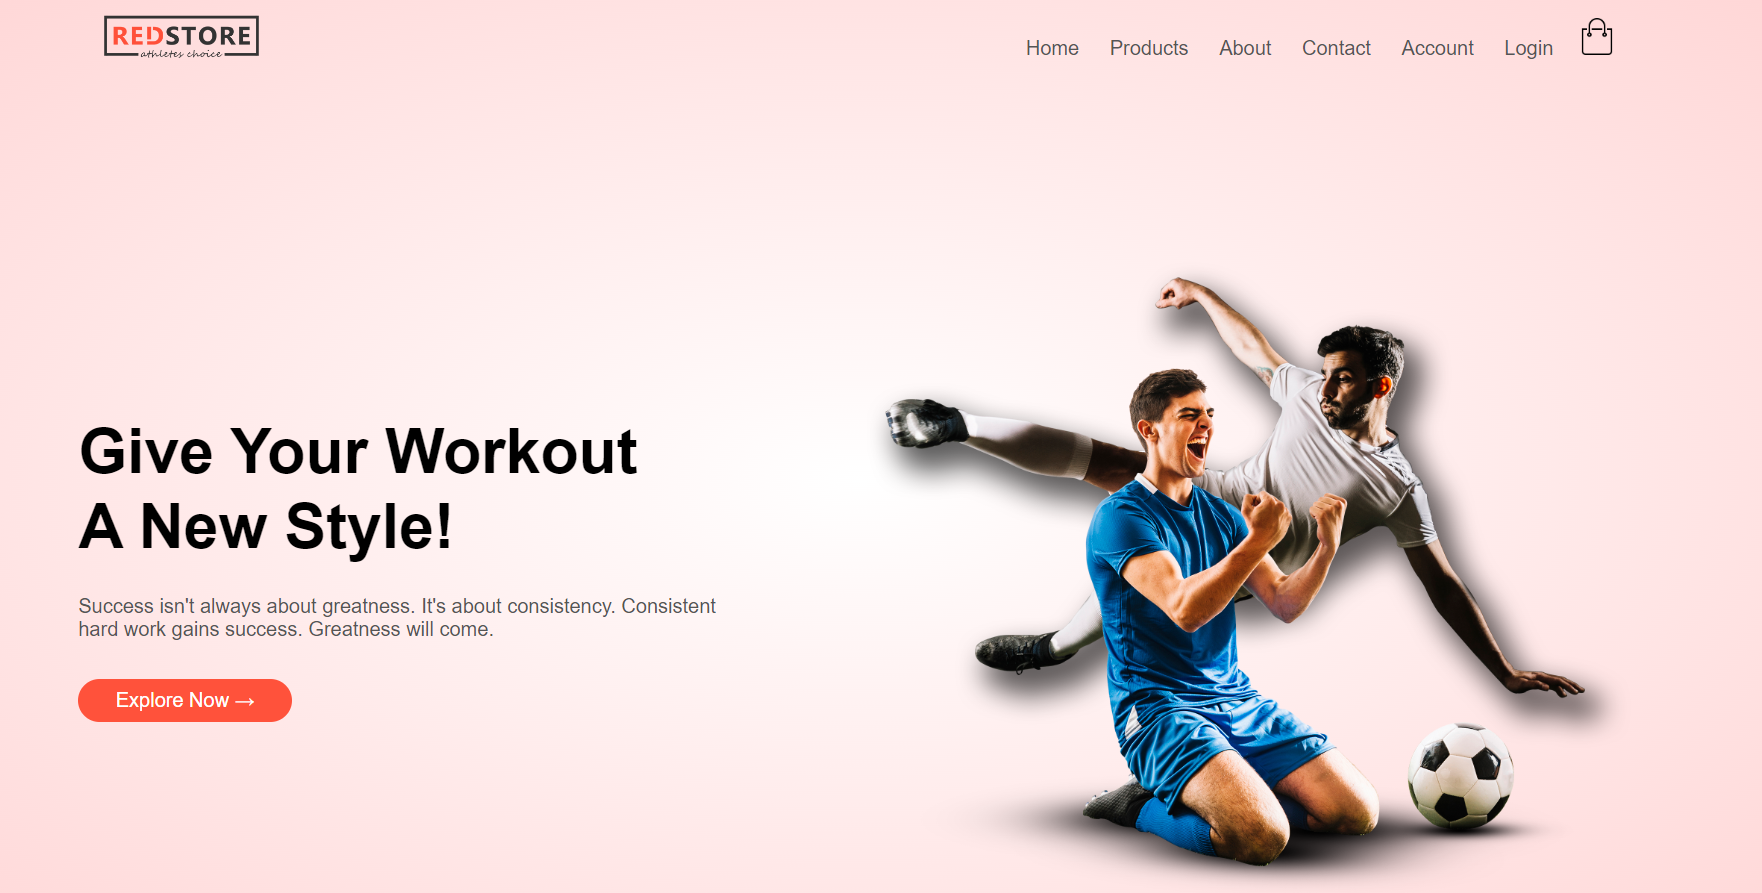 REDSTORE
athletes choice
Home Products About Contact Account Login
Give Your Workout
A New Style!
Success isn't always about greatness. It's about consistency. Consistent
hard work gains success. Greatness will come.
Explore Now →